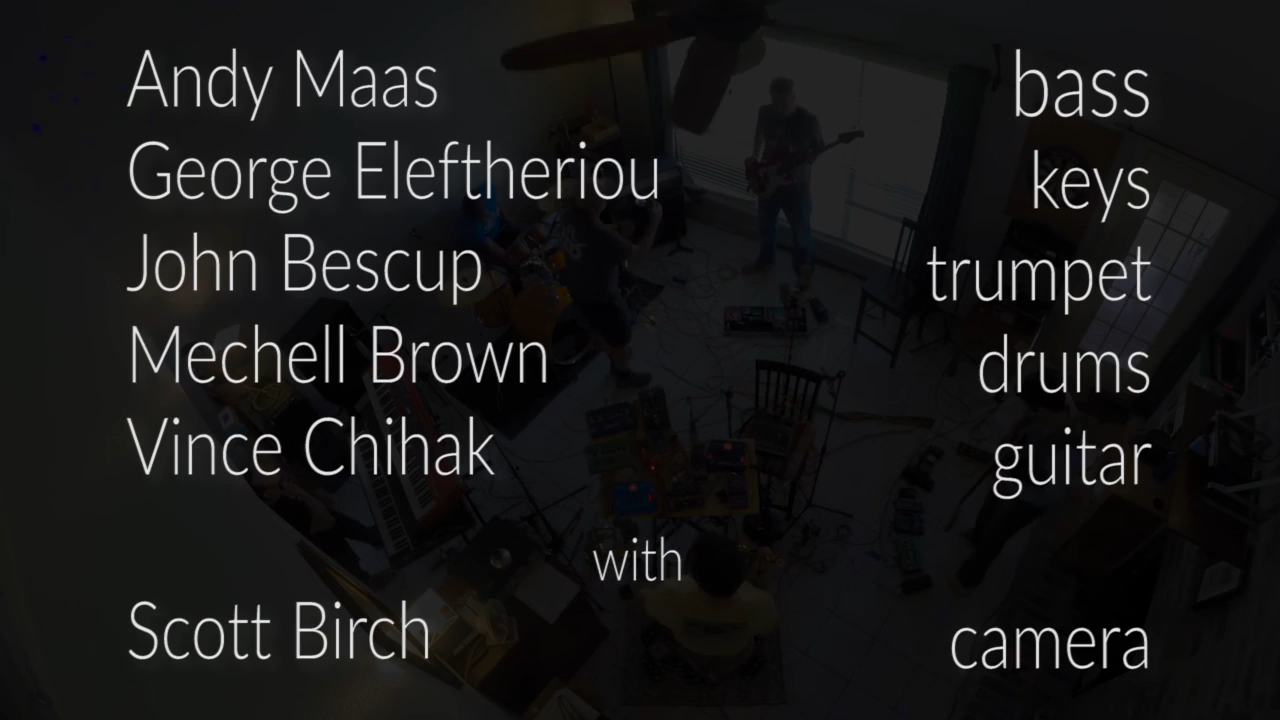 Andy Maas bass
George Eleftheriou keys
John Bescup trumpet
Mechell Brown drums
Vince Chihak guitar
with
Scott Birch camera